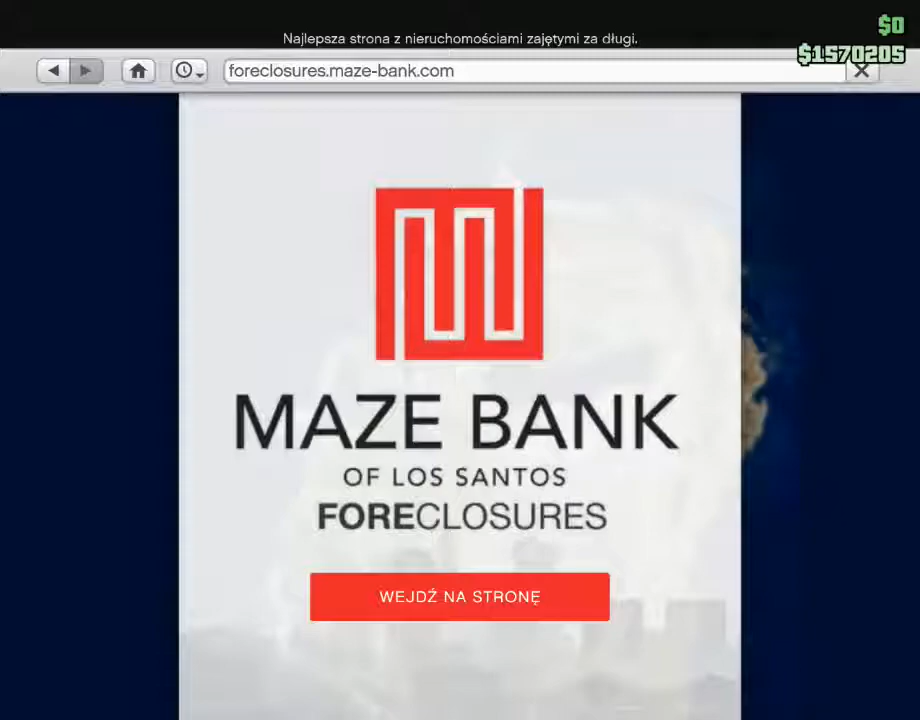 Najlepsza strona z nieruchomościami zajętymi za długi.
$0
$1570205
foreclosures.maze-bank.com
MAZE BANK
OF LOS SANTOS
FORECLOSURES
WEJDŹ NA STRONĘ